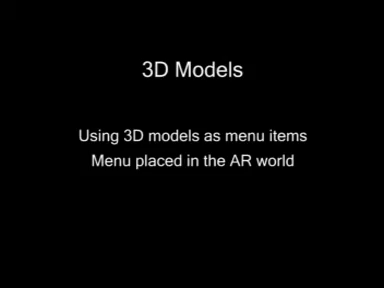 3D Models
Using 3D models as menu items
Menu placed in the AR world